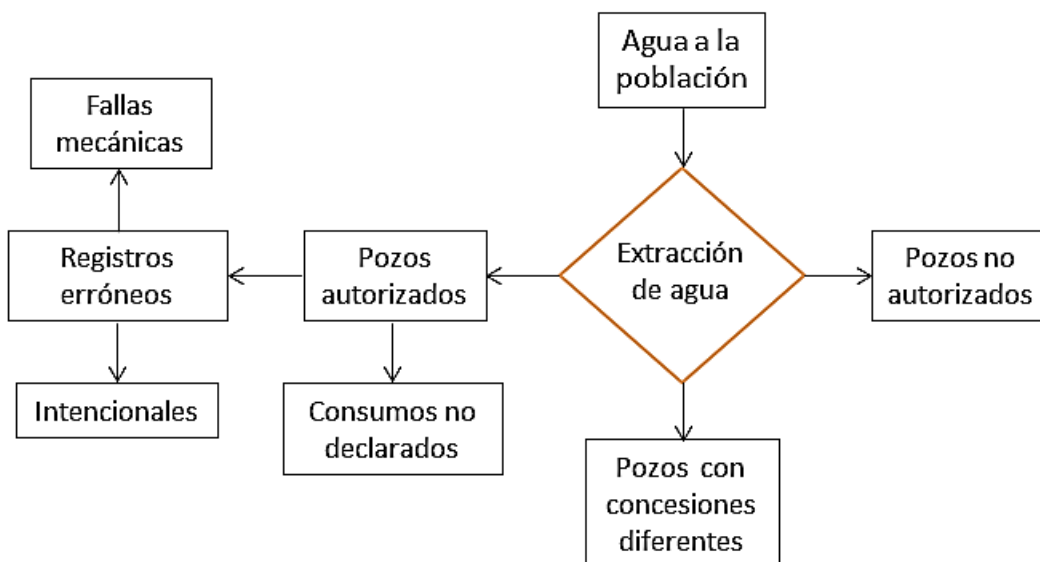 Agua a la
población
Fallas
mecánicas
Registros
erróneos
Pozos
autorizados
Extracción
de agua
Pozos no
autorizados
Intencionales
Consumos no
declarados
Pozos con
concesiones
diferentes